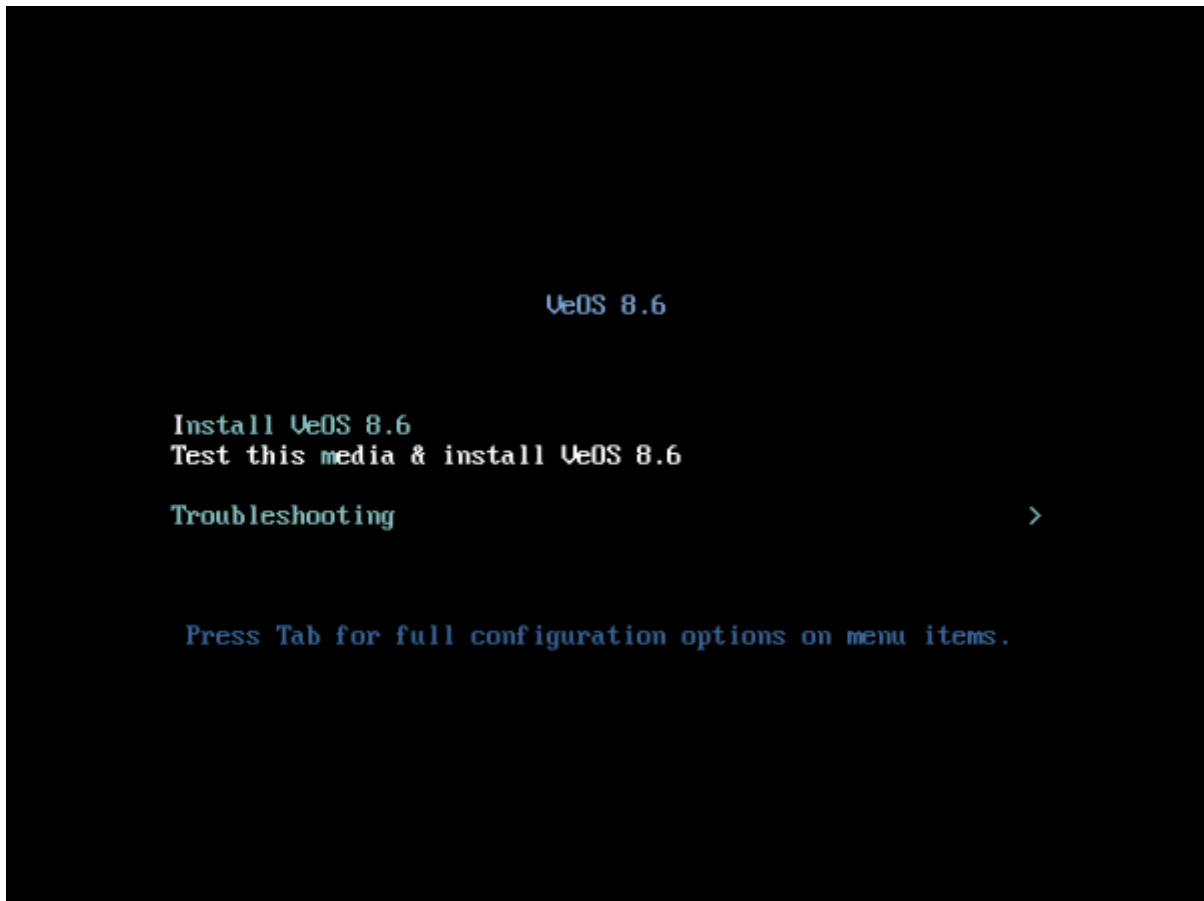 VeOS 8.6
Install VeOS 8.6
Test this media & install VeOS 8.6
Troubleshooting >
Press Tab for full configuration options on menu items.